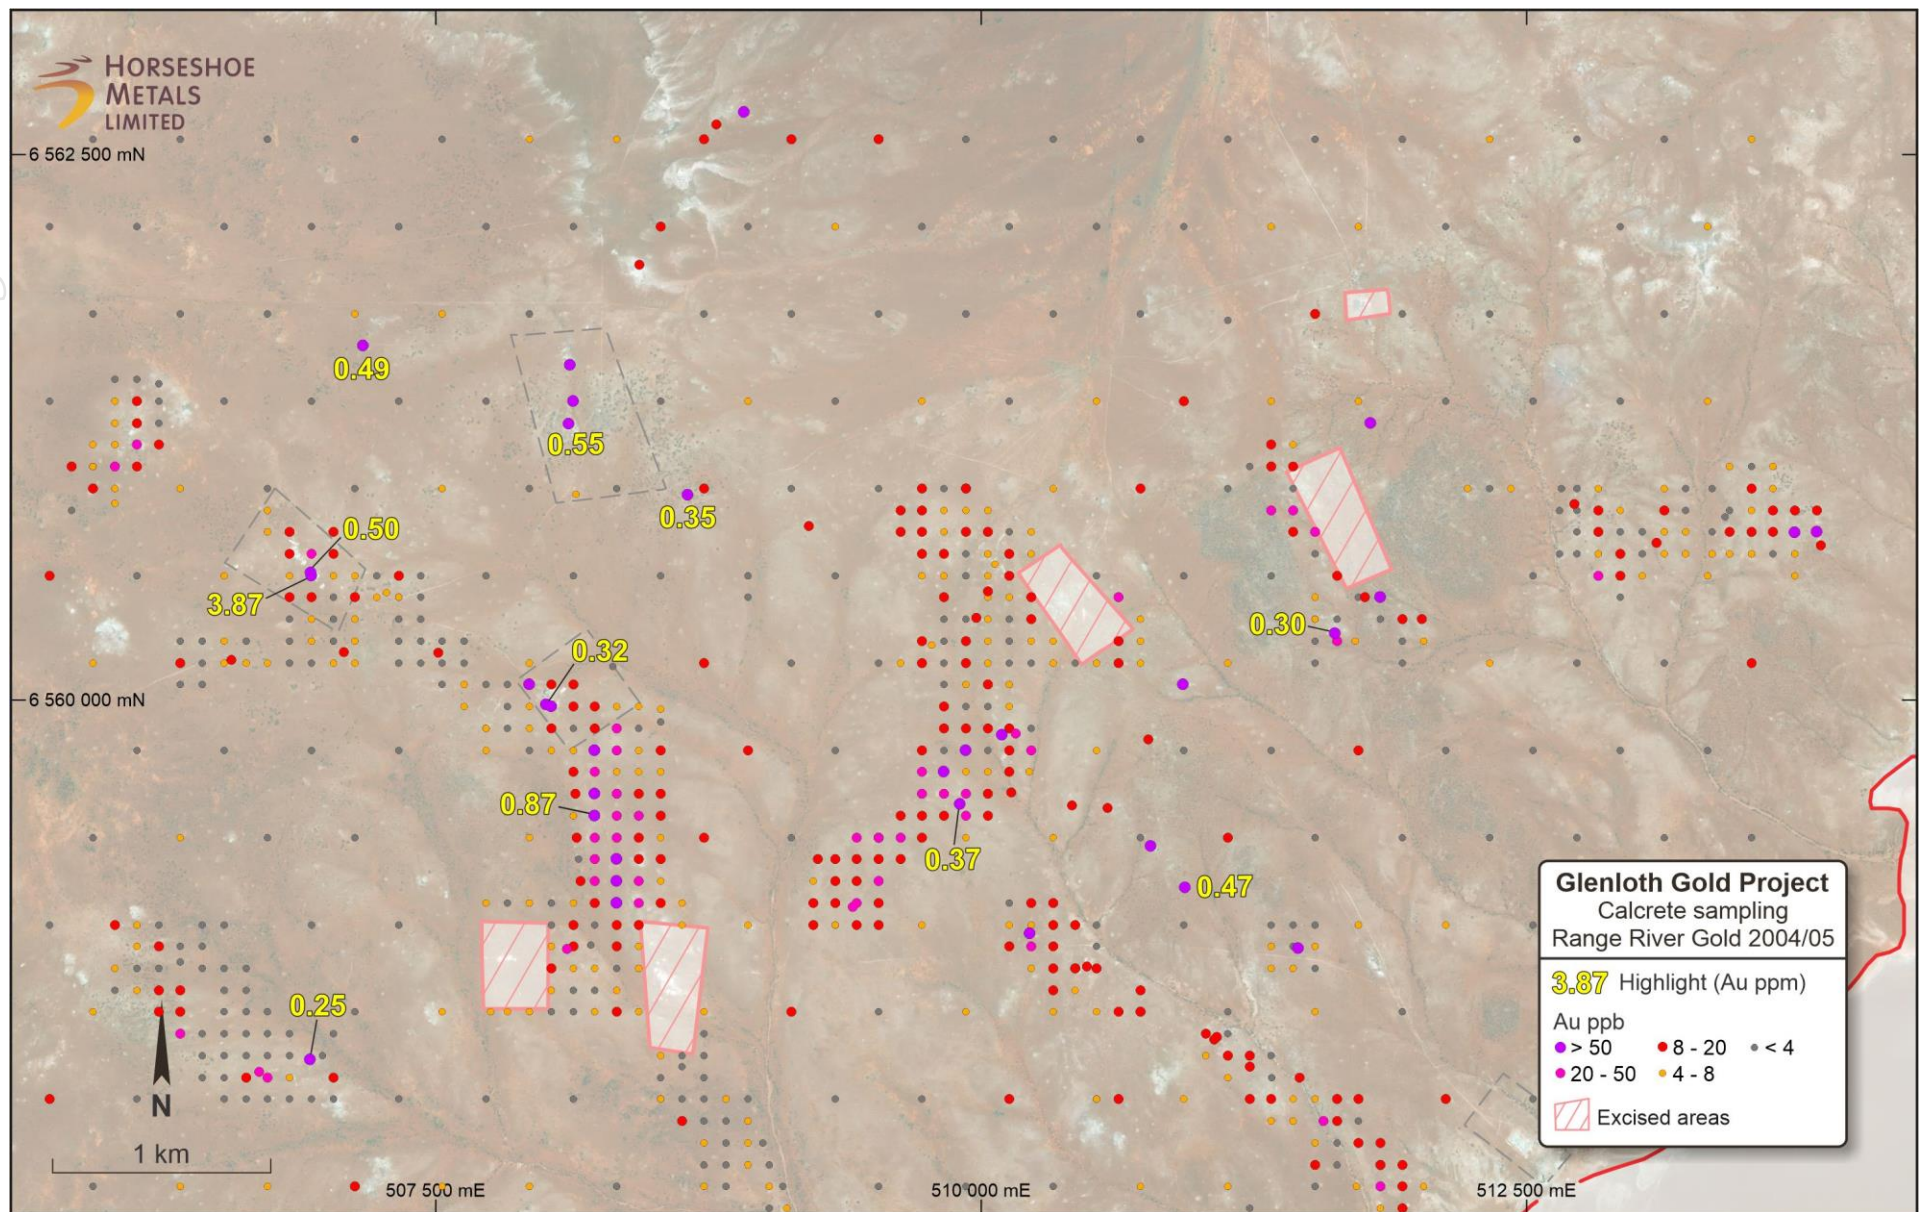 HORSESHOE
METALS
LIMITED
6 562 500 mN
0.49
0.55
0.35
0.50
3.87
0.30
0.32
6 560 000 mN
0.87
0.37
0.47
0.25
N
1 km
507 500 mE
510 000 mE
512 500 mE
Glenloth Gold Project
Calcrete sampling
Range River Gold 2004/05
3.87 Highlight (Au ppm)
Au ppb
> 50 8 - 20 < 4
20 - 50 4 - 8
Excised areas